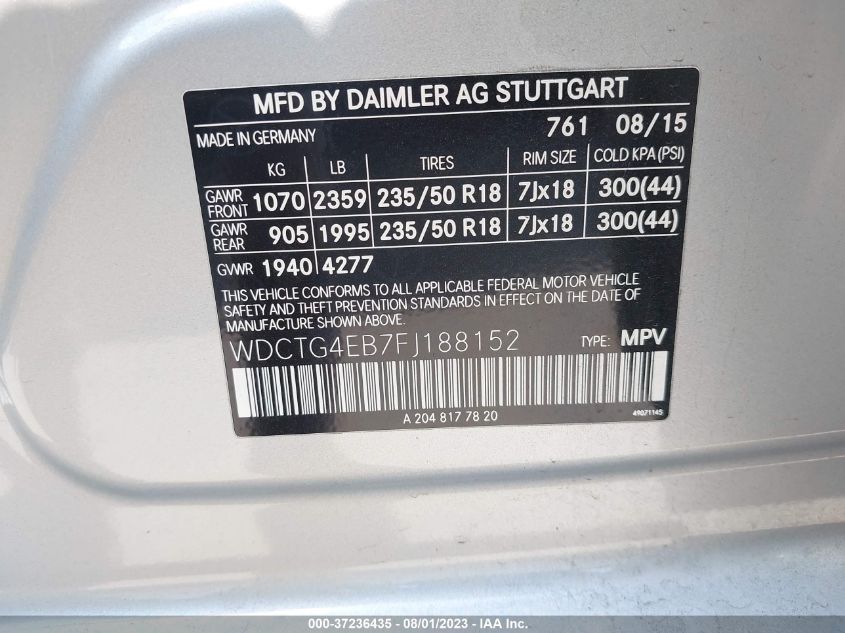 MFD BY DAIMLER AG STUTTGART
MADE IN GERMANY 761 08/15
KG LB TIRES RIM SIZE COLD KPA(PSI)
GAWR FRONT 1070 2359 235/50 R18 7Jx18 300(44)
GAWR REAR 905 1995 235/50 R18 7Jx18 300(44)
GVWR 1940 4277
THIS VEHICLE CONFORMS TO ALL APPLICABLE FEDERAL MOTOR VEHICLE
SAFETY AND THEFT PREVENTION STANDARDS IN EFFECT ON THE DATE OF
MANUFACTURE SHOWN ABOVE.
WDCTG4EB7FJ188152 TYPE: MPV
A 204 817 78 20 49071145
000-37236435 - 08/01/2023 - IAA Inc.